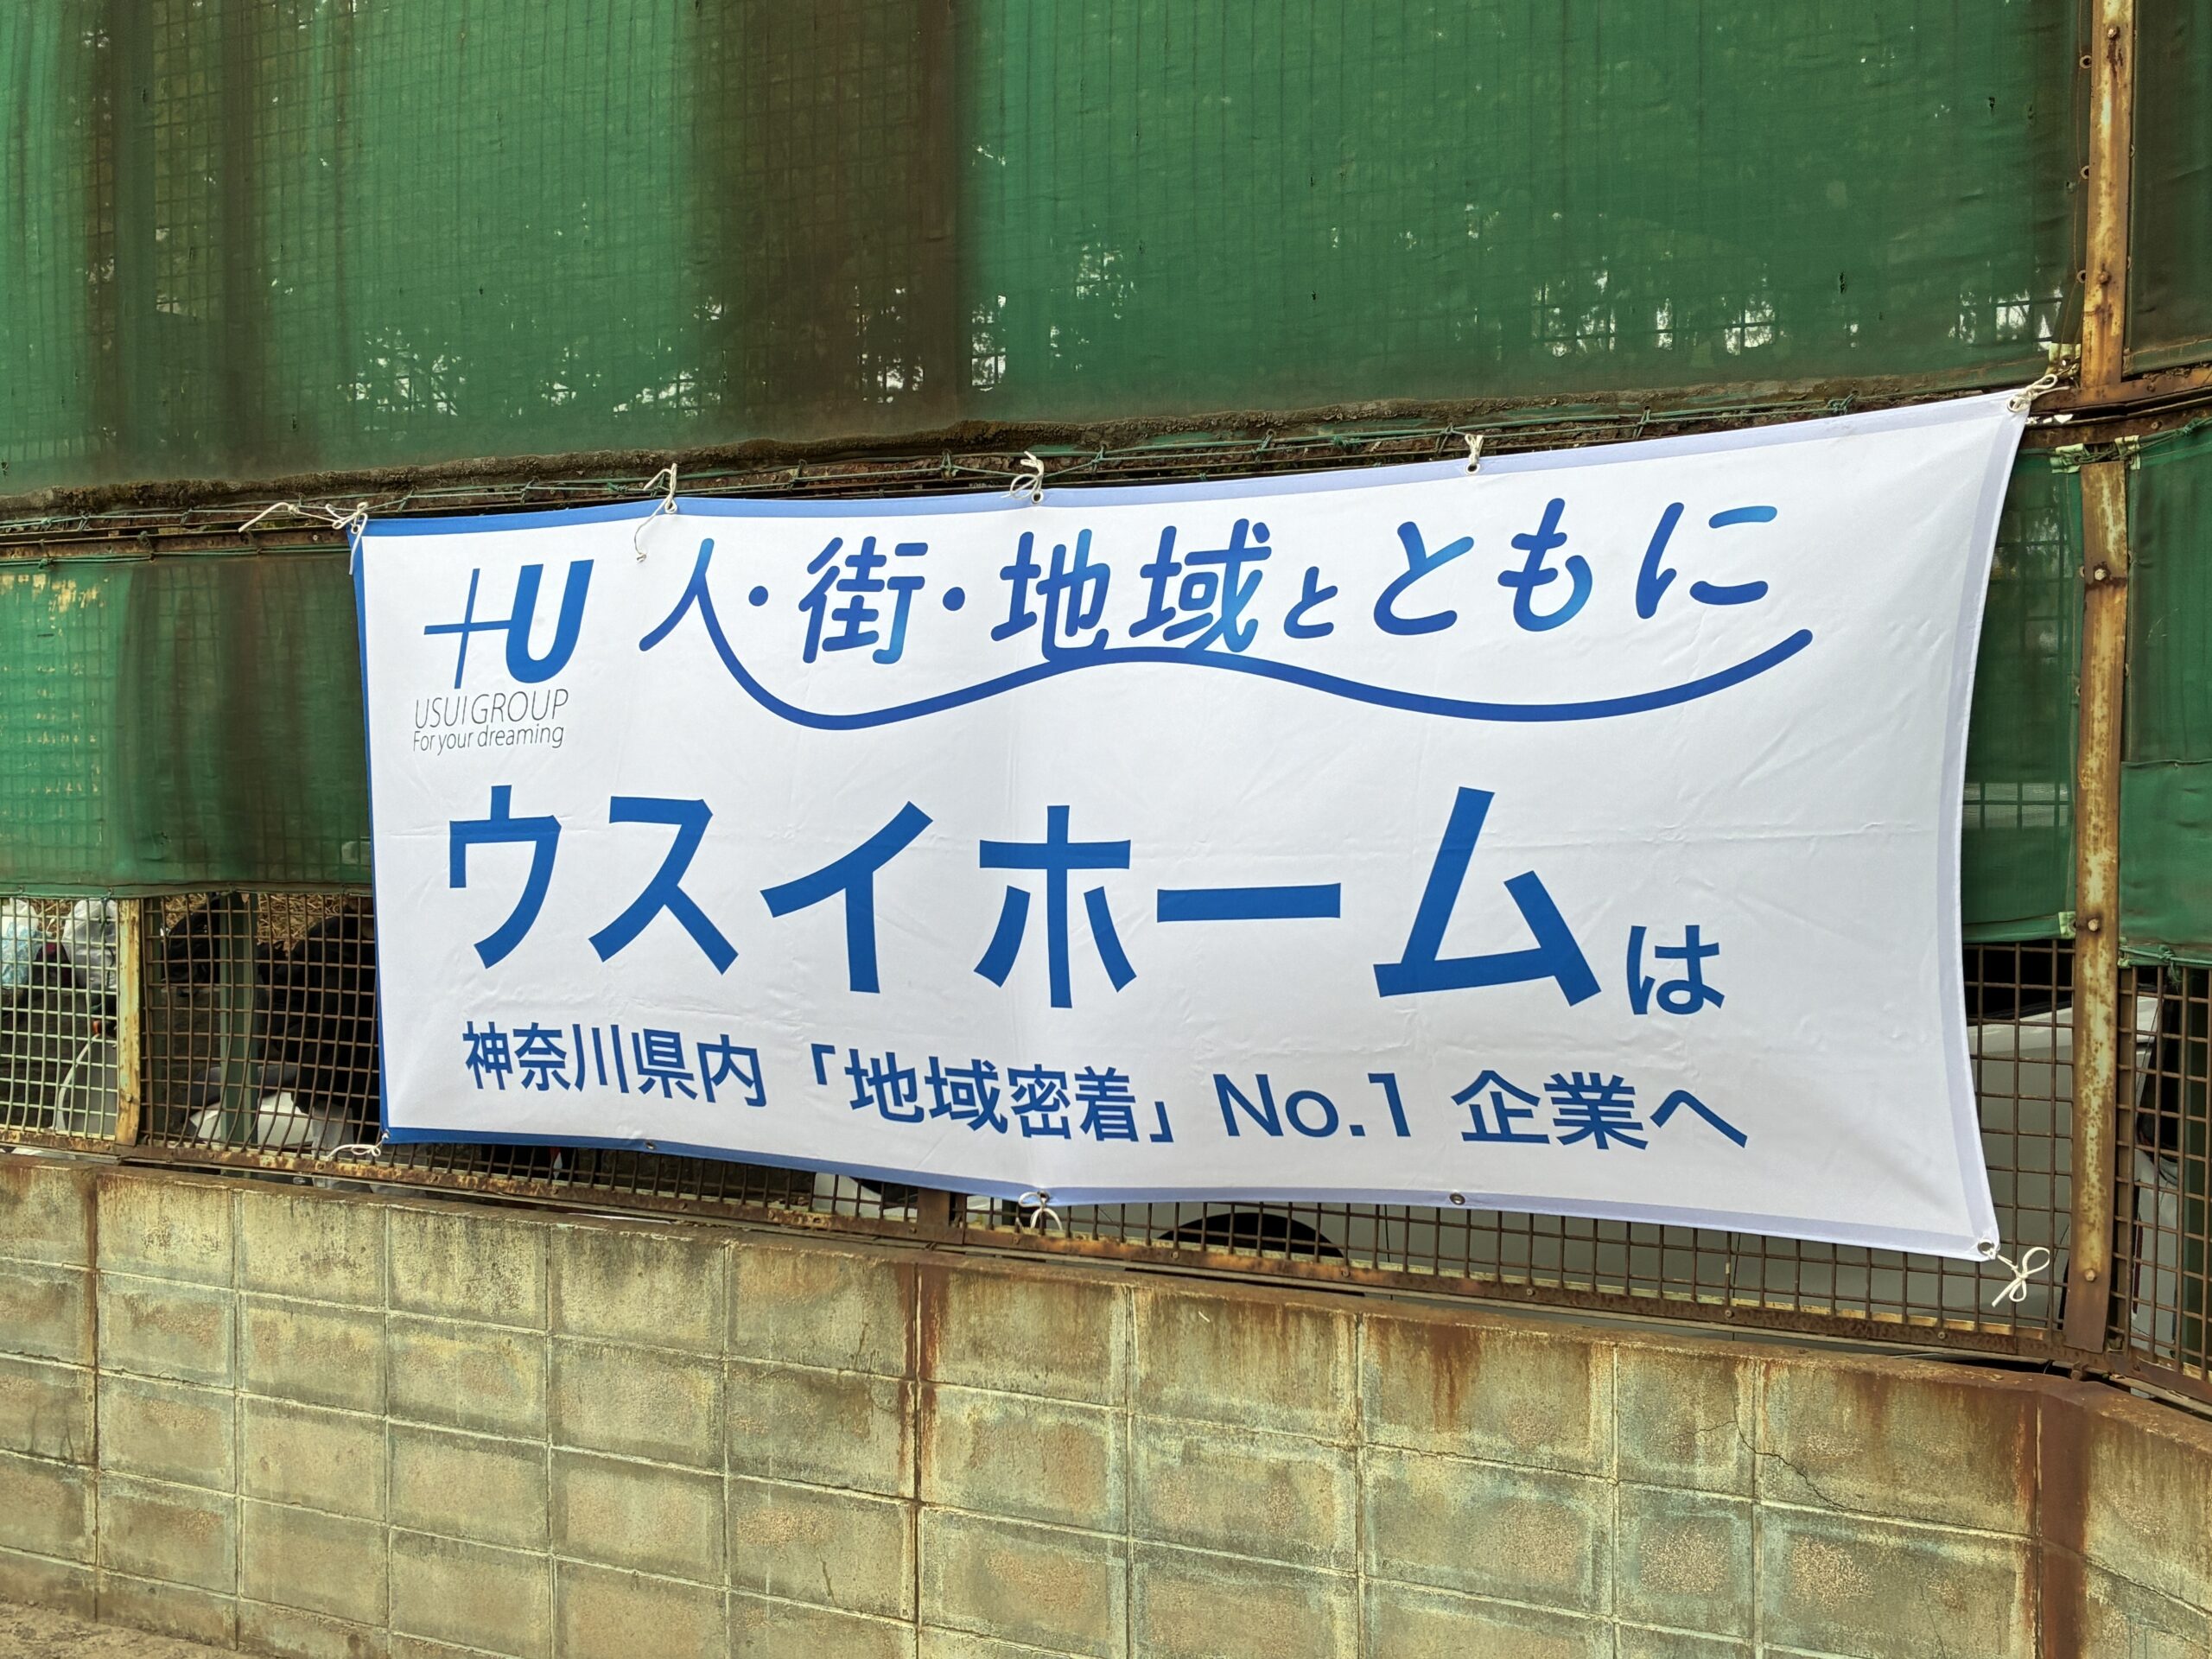 +U
USUI GROUP
For your dreaming
人・街・地域とともに
ウスイホームは
神奈川県内「地域密着」No.1 企業へ